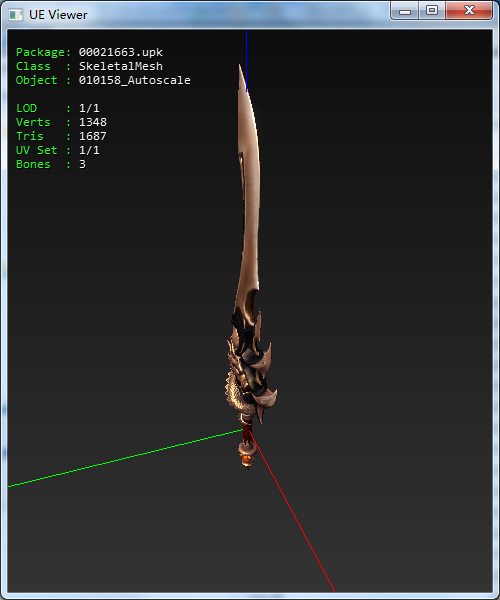 UE Viewer
Package: 00021663.upk
Class  : SkeletalMesh
Object : 010158_Autoscale
LOD    : 1/1
Verts  : 1348
Tris   : 1687
UV Set : 1/1
Bones  : 3